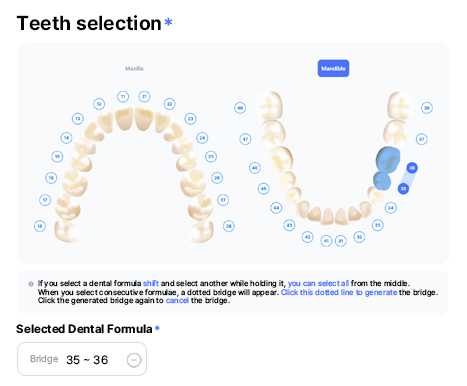 Teeth selection*
Maxilla
Mandible
11 21
12 22
13 23
14 24
15 25
16 26
17 27
18 28
48 38
47 37
46 36
45 35
44 34
43 33
42 32
41 31
If you select a dental formula shift and select another while holding it, you can select all from the middle.
When you select consecutive formulae, a dotted bridge will appear. Click this dotted line to generate the bridge.
Click the generated bridge again to cancel the bridge.
Selected Dental Formula*
Bridge 35 ~ 36